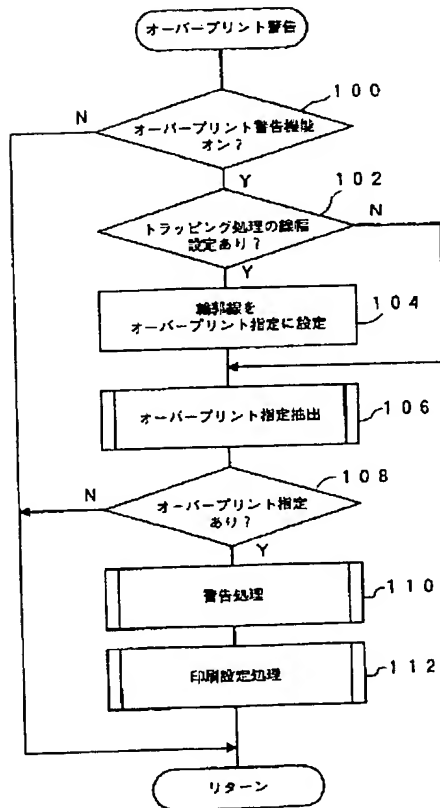 オーバープリント警告
100
N
オーバープリント警告機能
オン?
Y
102
トラッピング処理の線幅
設定あり?
N
Y
輪郭線を
オーバープリント指定に設定
104
オーバープリント指定抽出
106
108
N
オーバープリント指定
あり?
Y
警告処理
110
印刷設定処理
112
リターン